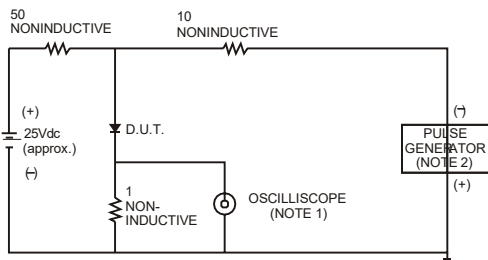 50
NONINDUCTIVE
10
NONINDUCTIVE
(+)
25Vdc
(approx.)
(–)
D.U.T.
1
NON-
INDUCTIVE
OSCILLISCOPE
(NOTE 1)
(–)
PULSE
GENERATOR
(NOTE 2)
(+)